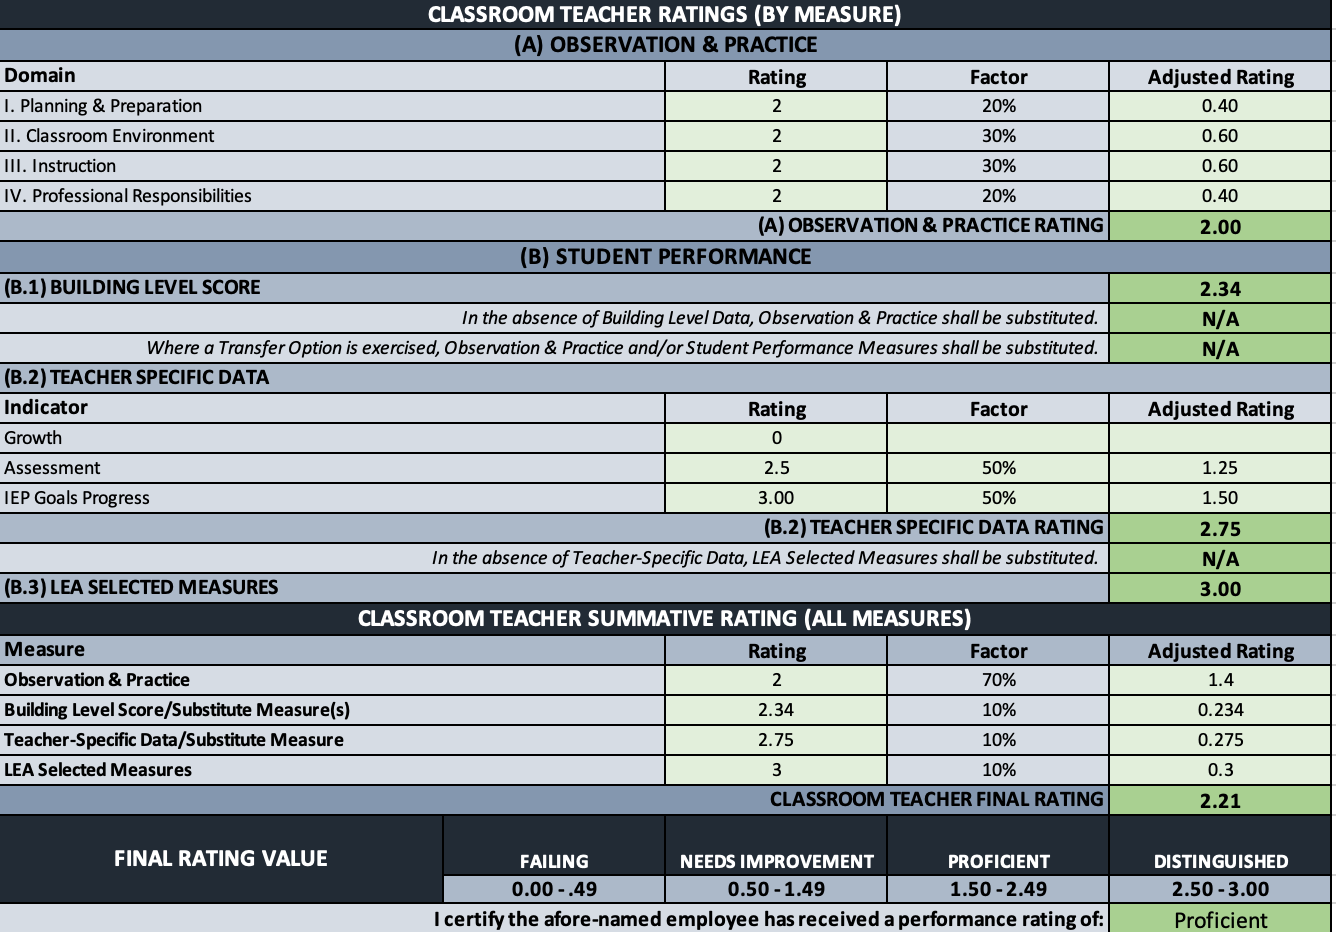 CLASSROOM TEACHER RATINGS (BY MEASURE)
(A) OBSERVATION & PRACTICE
Domain Rating Factor Adjusted Rating
I. Planning & Preparation 2 20% 0.40
II. Classroom Environment 2 30% 0.60
III. Instruction 2 30% 0.60
IV. Professional Responsibilities 2 20% 0.40
(A) OBSERVATION & PRACTICE RATING 2.00
(B) STUDENT PERFORMANCE
(B.1) BUILDING LEVEL SCORE 2.34
In the absence of Building Level Data, Observation & Practice shall be substituted. N/A
Where a Transfer Option is exercised, Observation & Practice and/or Student Performance Measures shall be substituted. N/A
(B.2) TEACHER SPECIFIC DATA
Indicator Rating Factor Adjusted Rating
Growth 0
Assessment 2.5 50% 1.25
IEP Goals Progress 3.00 50% 1.50
(B.2) TEACHER SPECIFIC DATA RATING 2.75
In the absence of Teacher-Specific Data, LEA Selected Measures shall be substituted. N/A
(B.3) LEA SELECTED MEASURES 3.00
CLASSROOM TEACHER SUMMATIVE RATING (ALL MEASURES)
Measure Rating Factor Adjusted Rating
Observation & Practice 2 70% 1.4
Building Level Score/Substitute Measure(s) 2.34 10% 0.234
Teacher-Specific Data/Substitute Measure 2.75 10% 0.275
LEA Selected Measures 3 10% 0.3
CLASSROOM TEACHER FINAL RATING 2.21
FINAL RATING VALUE FAILING NEEDS IMPROVEMENT PROFICIENT DISTINGUISHED
0.00 - .49 0.50 - 1.49 1.50 - 2.49 2.50 - 3.00
I certify the afore-named employee has received a performance rating of: Proficient